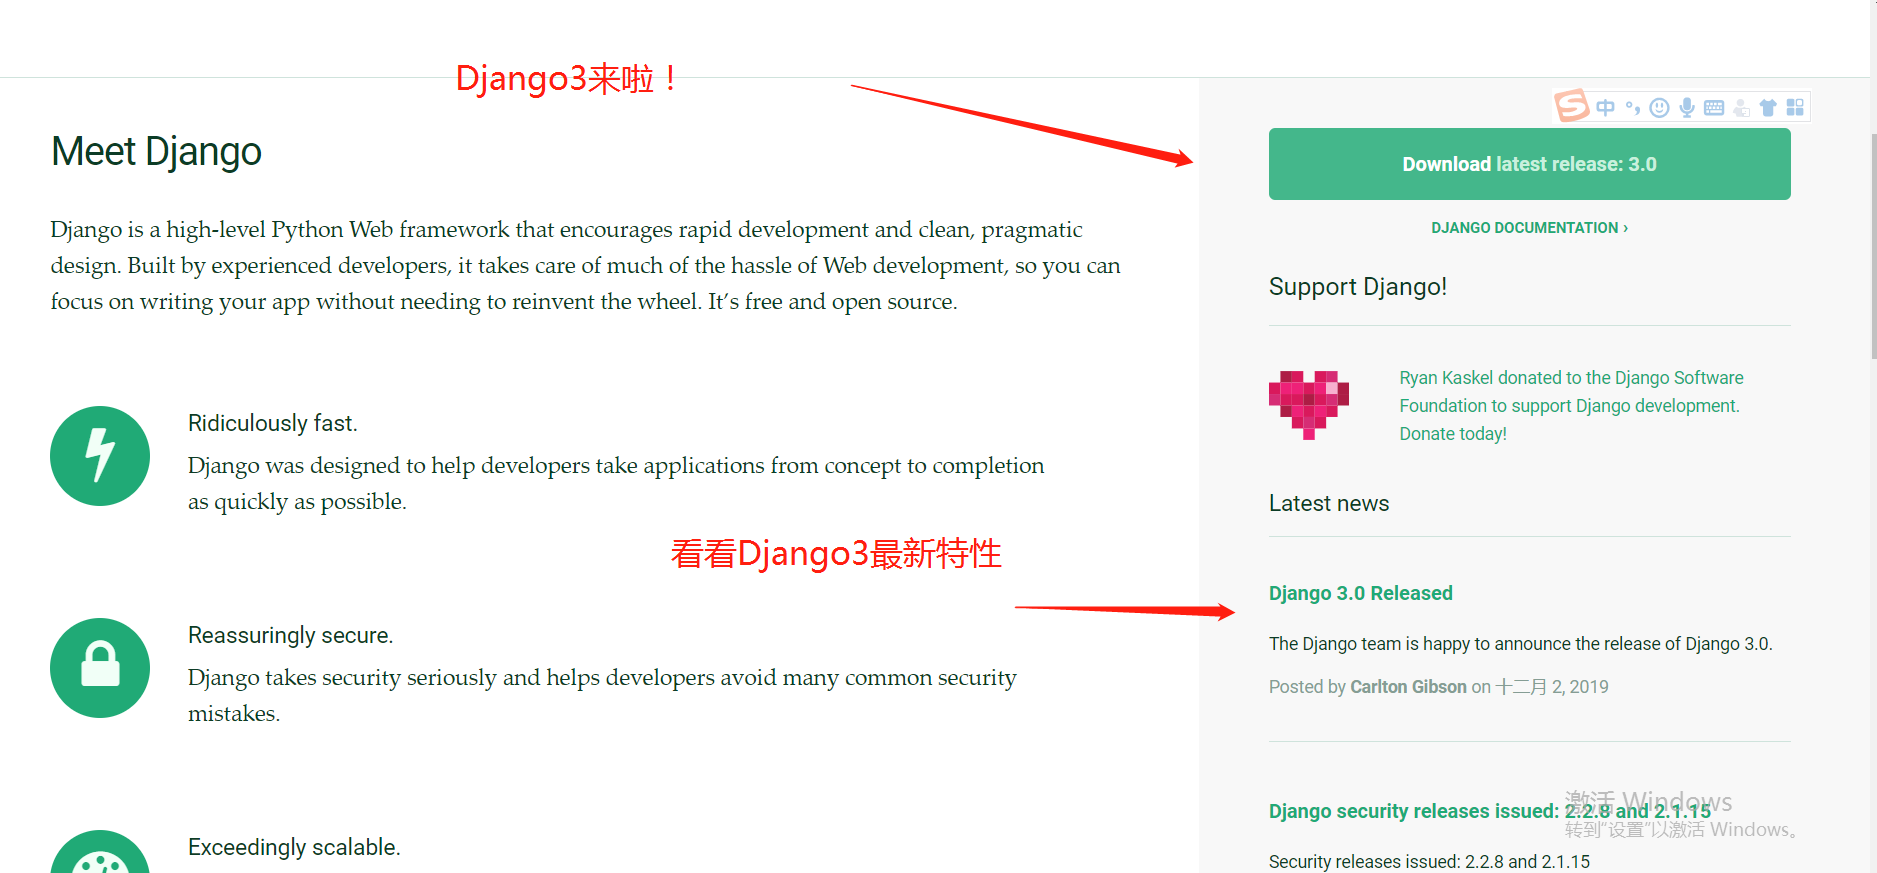 Django3来啦！
中
Download latest release: 3.0
DJANGO DOCUMENTATION ›
Meet Django
Django is a high-level Python Web framework that encourages rapid development and clean, pragmatic
design. Built by experienced developers, it takes care of much of the hassle of Web development, so you can
focus on writing your app without needing to reinvent the wheel. It’s free and open source.
Ridiculously fast.
Django was designed to help developers take applications from concept to completion
as quickly as possible.
看看Django3最新特性
Reassuringly secure.
Django takes security seriously and helps developers avoid many common security
mistakes.
Exceedingly scalable.
Support Django!
Ryan Kaskel donated to the Django Software
Foundation to support Django development.
Donate today!
Latest news
Django 3.0 Released
The Django team is happy to announce the release of Django 3.0.
Posted by Carlton Gibson on 十二月 2, 2019
Django security releases issued: 2.2.8 and 2.1.15
Security releases issued: 2.2.8 and 2.1.15
激活 Windows
转到“设置”以激活 Windows。